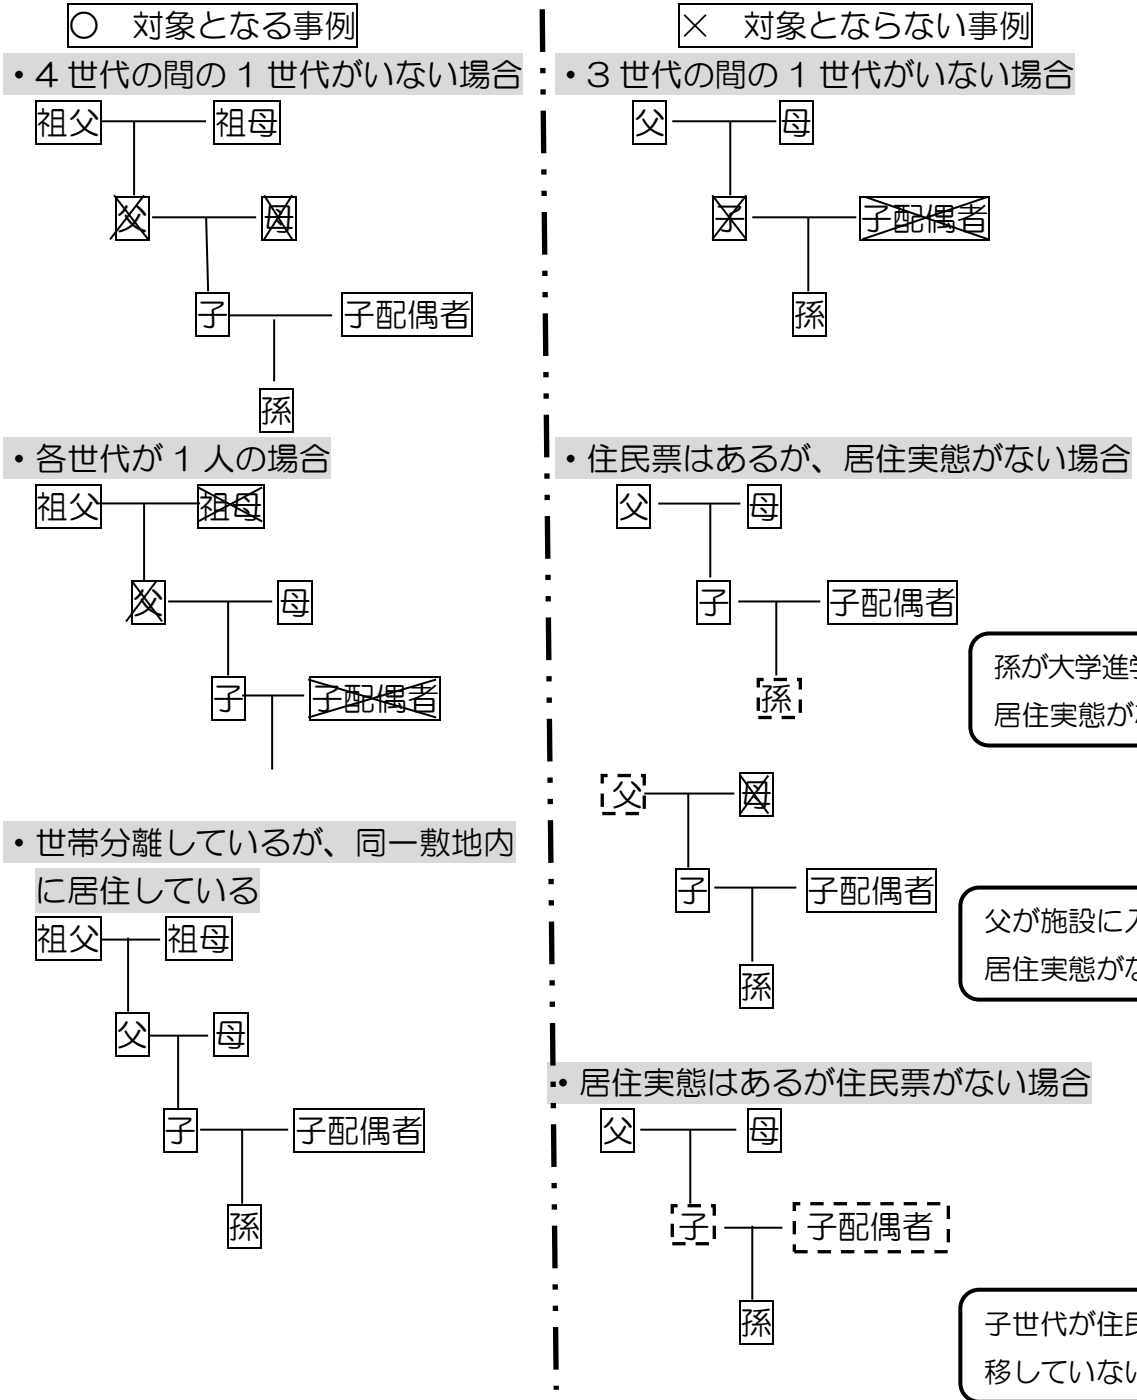 ○　対象となる事例
・4 世代の間の 1 世代がいない場合
祖父 祖母
父 母
子 子配偶者
孫
・各世代が 1 人の場合
祖父 祖母
父 母
子 子配偶者
・世帯分離しているが、同一敷地内
に居住している
祖父 祖母
父 母
子 子配偶者
孫
×　対象とならない事例
・3 世代の間の 1 世代がいない場合
父 母
子 子配偶者
孫
・住民票はあるが、居住実態がない場合
父 母
子 子配偶者
孫
孫が大学進学
居住実態が
父 母
子 子配偶者
孫
父が施設に
居住実態がな
・居住実態はあるが住民票がない場合
父 母
子 子配偶者
孫
子世代が住民
移していない